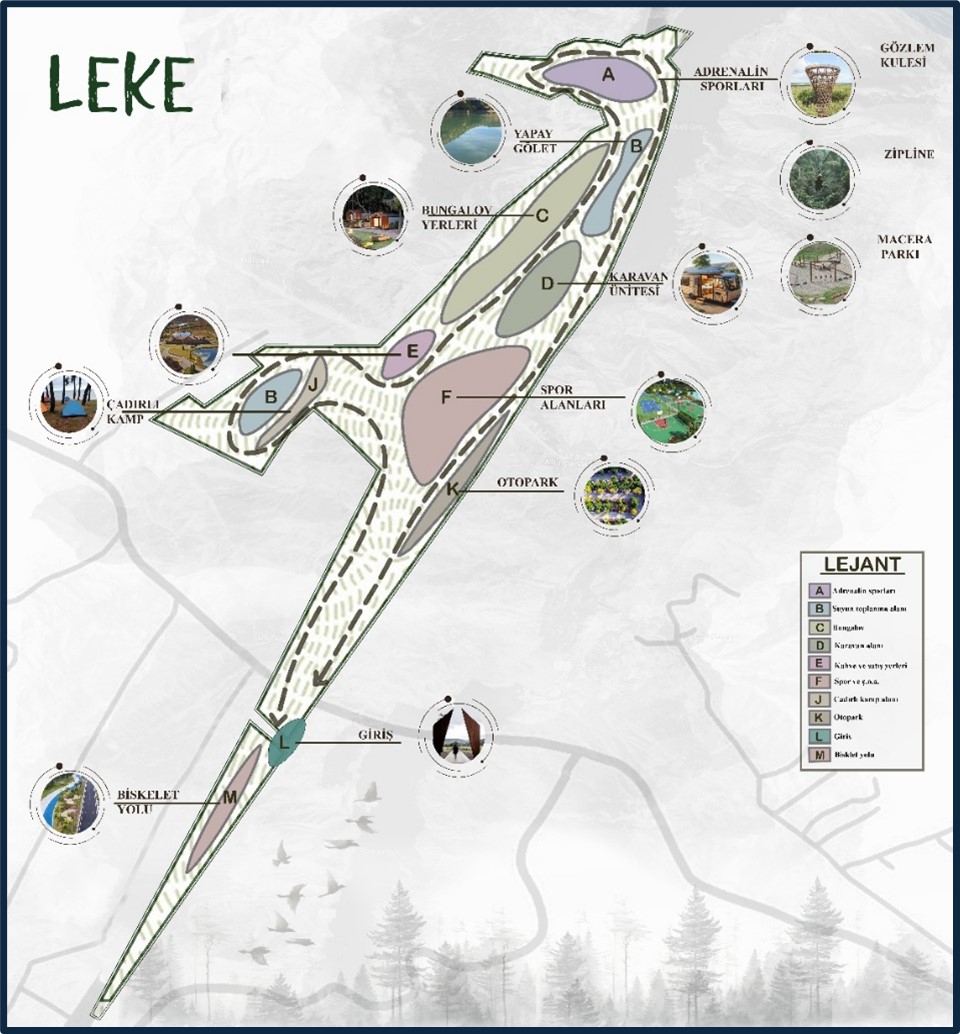 LEKE
A
ADRENALİN
SPORLARI
GÖZLEM
KULESİ
YAPAY
GÖLET
B
ZİPLİNE
BUNGALOV
YERLERİ
C
MACERA
PARKI
D
KARAVAN
ÜNİTESİ
E
J
B
ÇADIRLI
KAMP
F
SPOR
ALANLARI
K
OTOPARK
L
GİRİŞ
M
BİSKELET
YOLU
LEJANT
A Adrenalin sporları
B Suyun toplanma alanı
C Bungalov
D Karavan alanı
E Kahve ve satış yerleri
F Spor ve ş.o.a.
J Cadırlı kamp alanı
K Otopark
L Giriş
M Bisklet yolu